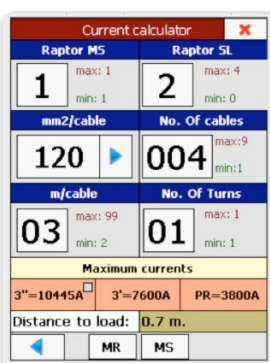 Current calculator
Raptor MS Raptor SL
1 max: 1 min: 1 2 max: 4 min: 0
mm2/cable No. Of cables
120 004 max:9 min:1
m/cable No. Of Turns
03 max: 99 min: 2 01 max: 1 min: 1
Maximum currents
3"=10445A 3'=7600A PR=3800A
Distance to load: 0.7 m.
MR MS